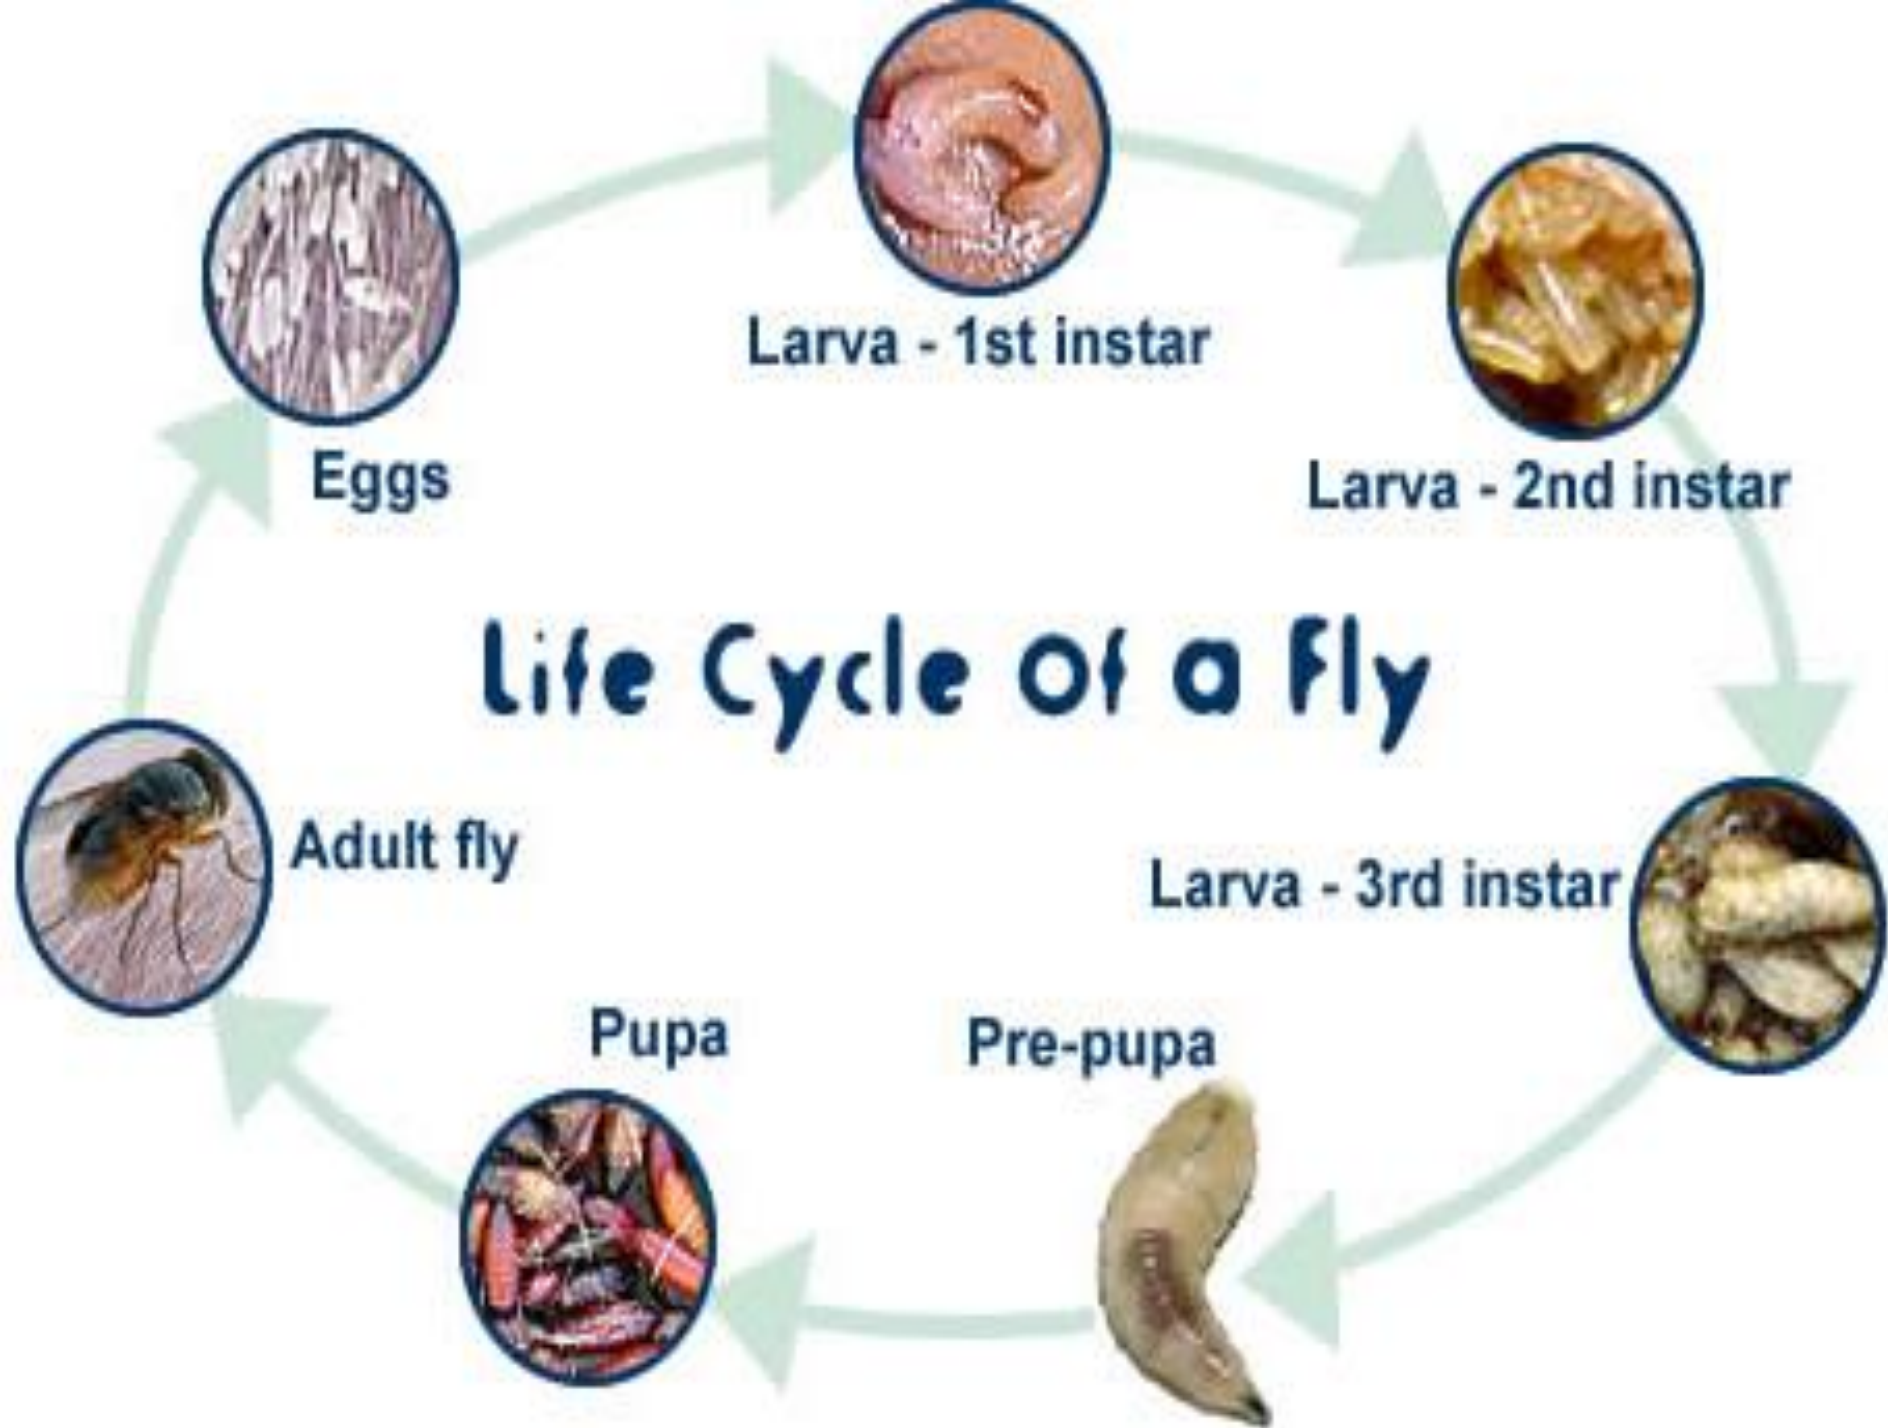 Larva - 1st instar
Eggs
Larva - 2nd instar
Life Cycle Of a Fly
Adult fly
Larva - 3rd instar
Pupa
Pre-pupa